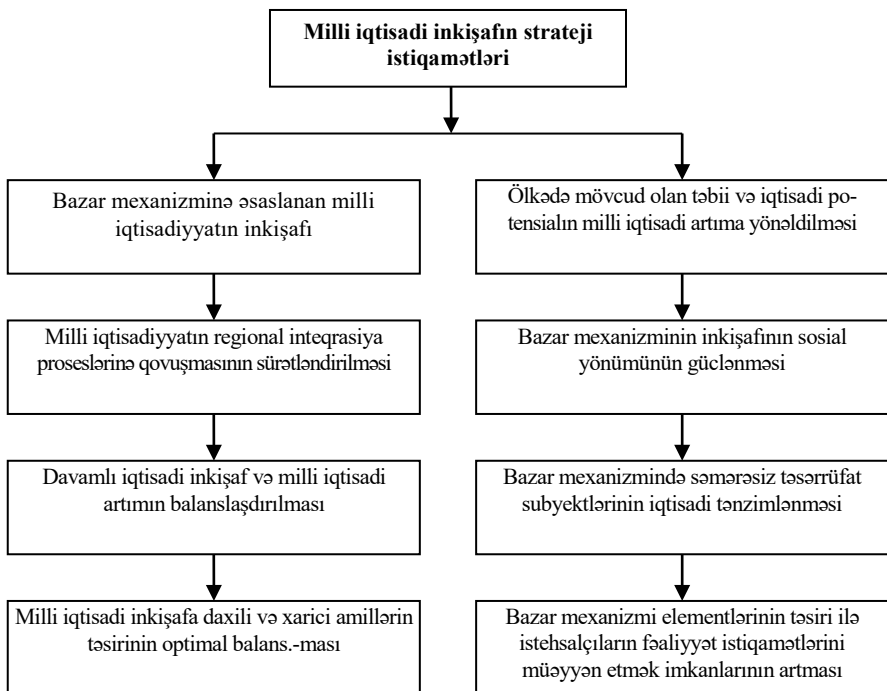 Milli iqtisadi inkişafın strateji
istiqamətləri
Bazar mexanizminə əsaslanan milli
iqtisadiyyatın inkişafı
Ölkədə mövcud olan təbii və iqtisadi po-
tensialın milli iqtisadi artıma yönəldilməsi
Milli iqtisadiyyatın regional inteqrasiya
proseslərinə qovuşmasının sürətləndirilməsi
Bazar mexanizminin inkişafının sosial
yönümünün güclənməsi
Davamlı iqtisadi inkişaf və milli iqtisadi
artımın balanslaşdırılması
Bazar mexanizmində səmərəsiz təsərrüfat
subyektlərinin iqtisadi tənzimlənməsi
Milli iqtisadi inkişafa daxili və xarici amillərin
təsirinin optimal balans.-ması
Bazar mexanizmi elementlərinin təsiri ilə
istehsalçıların fəaliyyət istiqamətlərini
müəyyən etmək imkanlarının artması